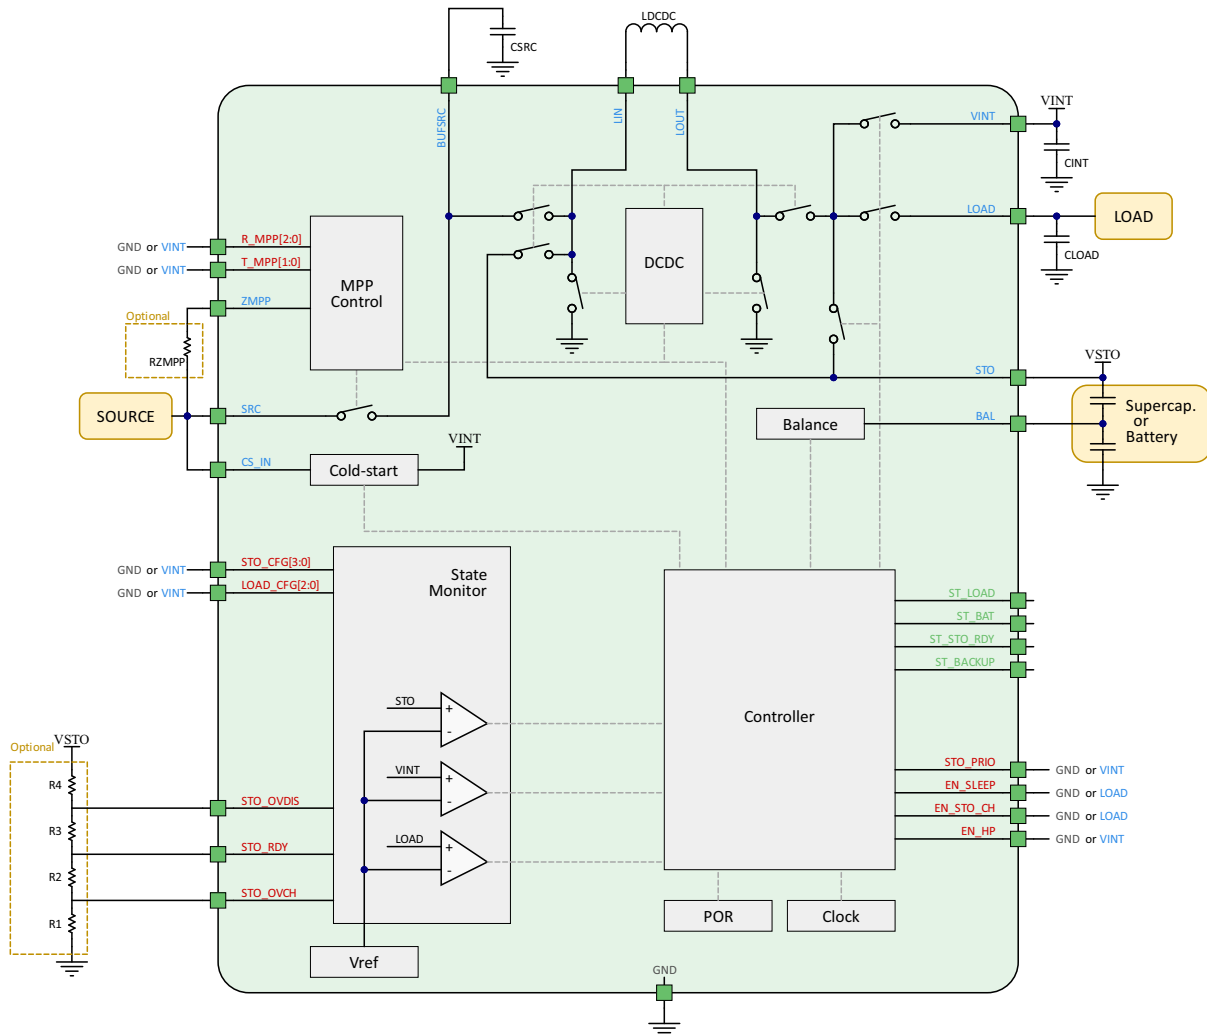 LDCDC
CSRC
BUFSRC
LIN
LOUT
VINT
VINT
CINT
LOAD
LOAD
CLOAD
R_MPP[2:0]
GND or VINT
T_MPP[1:0]
GND or VINT
MPP
Control
DCDC
ZMPP
Optional
RZMPP
SOURCE
SRC
VSTO
STO
BAL
Supercap.
or
Battery
Balance
VINT
CS_IN
Cold-start
STO_CFG[3:0]
GND or VINT
LOAD_CFG[2:0]
GND or VINT
State
Monitor
ST_LOAD
ST_BAT
ST_STO_RDY
ST_BACKUP
STO
+
-
Controller
VINT
+
-
LOAD
+
-
Optional
VSTO
R4
R3
R2
R1
STO_OVDIS
STO_RDY
STO_OVCH
STO_PRIO
GND or VINT
EN_SLEEP
GND or LOAD
EN_STO_CH
GND or LOAD
EN_HP
GND or VINT
POR
Clock
Vref
GND